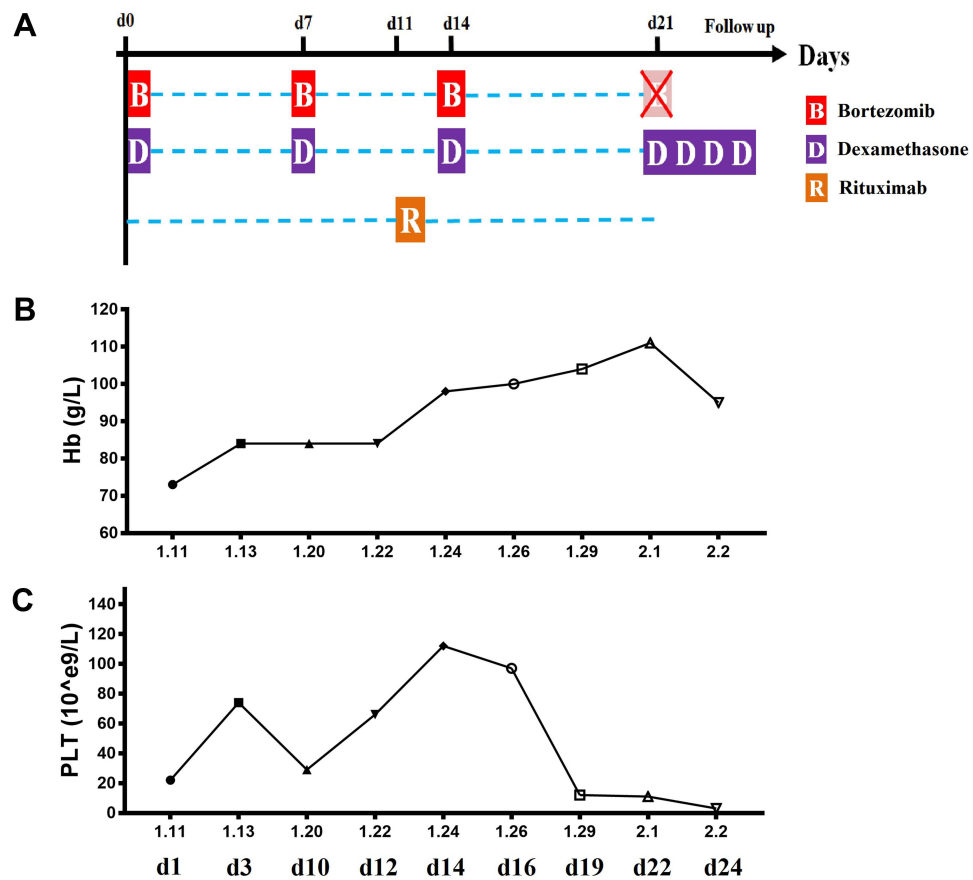 A
d0 d7 d11 d14 d21 Follow up
Days
B B B
D D D D D D D
R
B Bortezomib
D Dexamethasone
R Rituximab
B
Hb (g/L)
120
110
100
90
80
70
60
1.11 1.13 1.20 1.22 1.24 1.26 1.29 2.1 2.2
C
PLT (10^e9/L)
140
120
100
80
60
40
20
0
1.11 1.13 1.20 1.22 1.24 1.26 1.29 2.1 2.2
d1 d3 d10 d12 d14 d16 d19 d22 d24